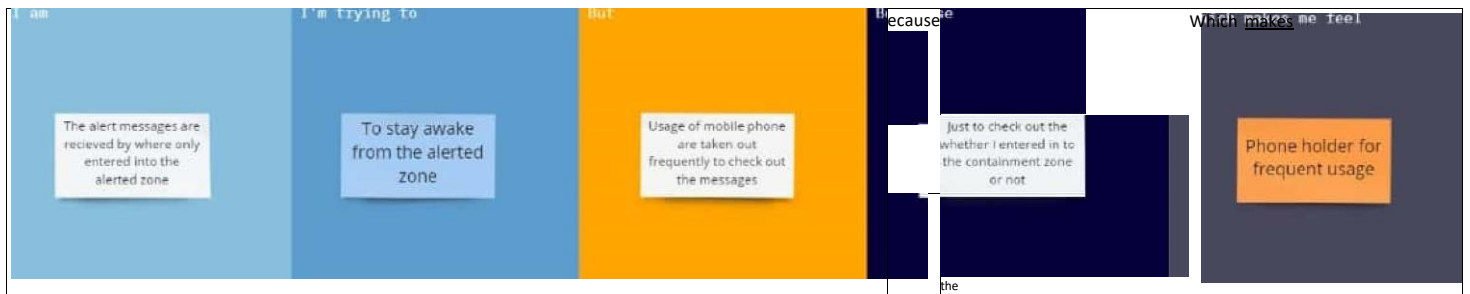 I am
The alert messages are
recieved by where only
entered into the
alerted zone
I'm trying to
To stay awake
from the alerted
zone
But
Usage of mobile phone
are taken out
frequently to check out
the messages
Because
Just to check out the
whether I entered in to
the containment zone
or not
the
Which makes me feel
Phone holder for
frequent usage